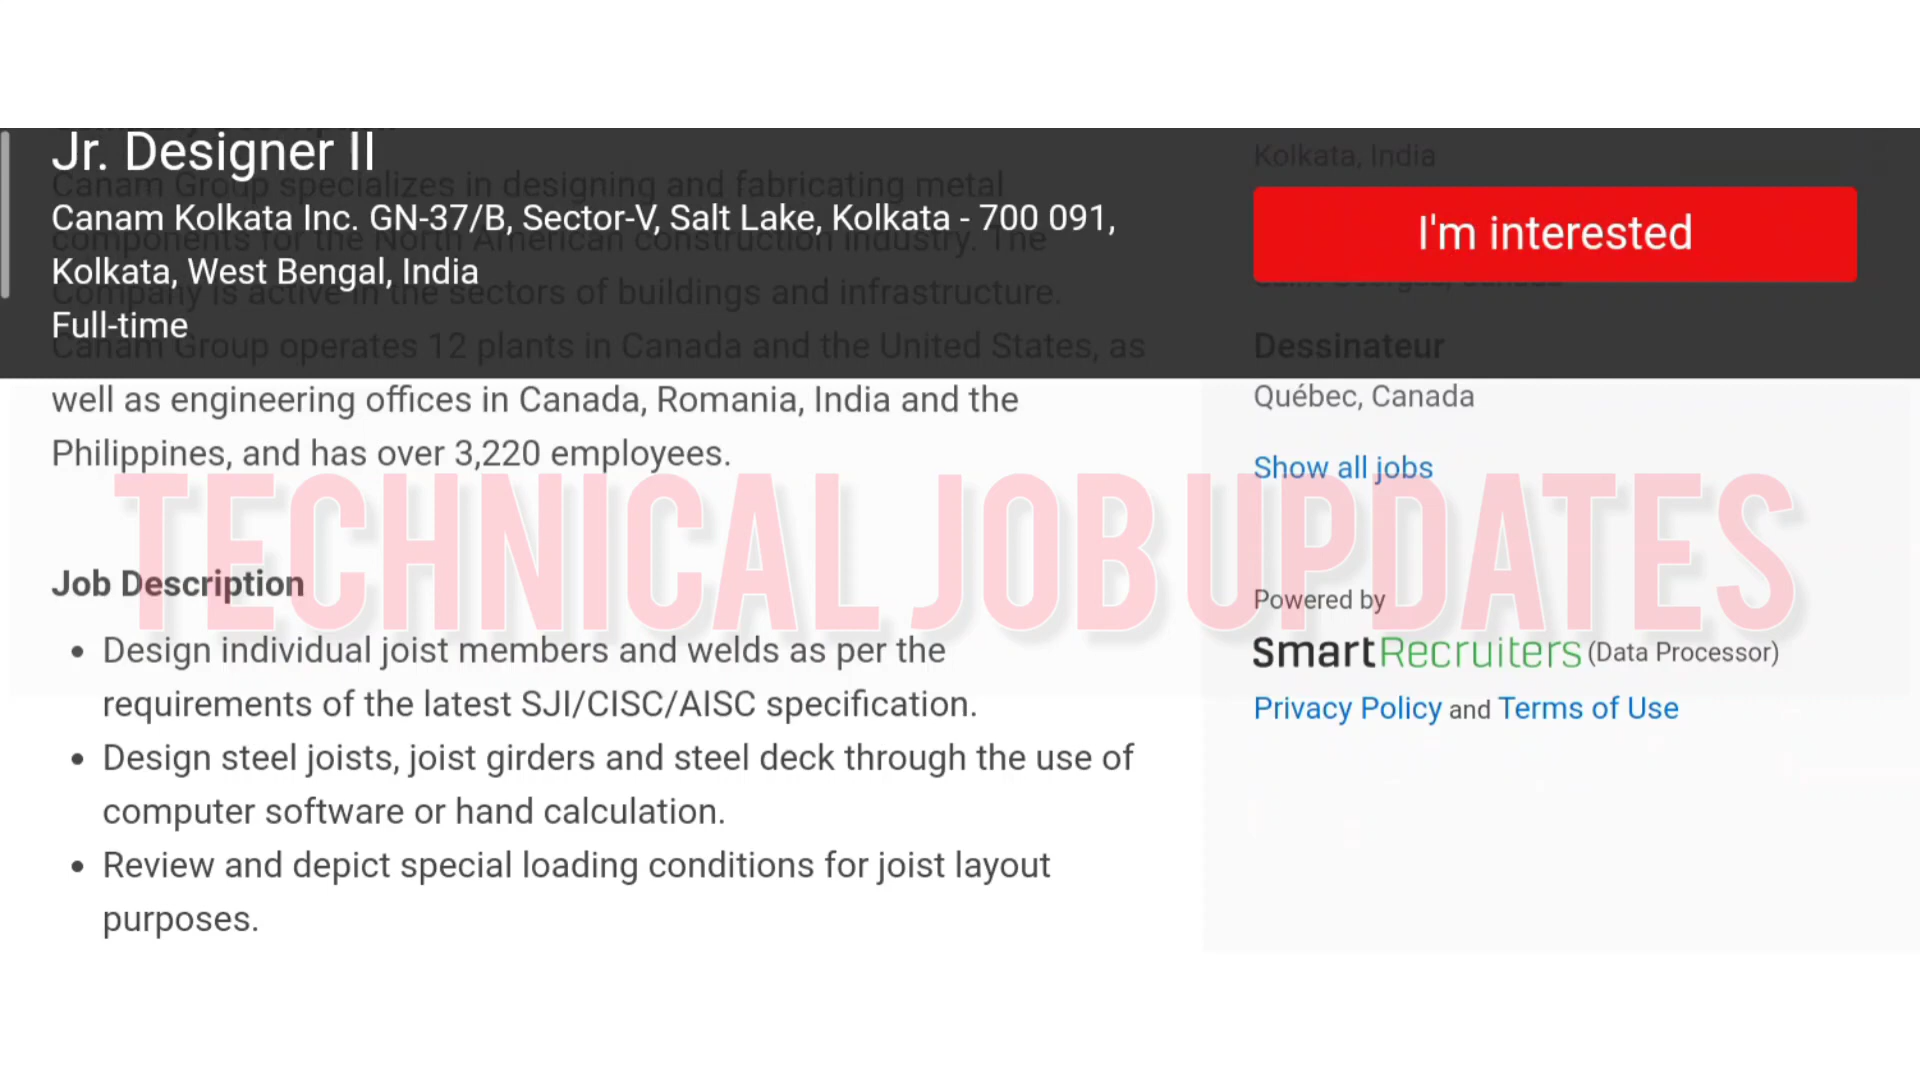 Jr. Designer II
Canam Group specializes in designing and fabricating metal
Canam Kolkata Inc. GN-37/B, Sector-V, Salt Lake, Kolkata - 700 091,
components for the North American construction industry. The
Kolkata, West Bengal, India
Company is active in the sectors of buildings and infrastructure.
Full-time
Canam Group operates 12 plants in Canada and the United States, as
well as engineering offices in Canada, Romania, India and the
Philippines, and has over 3,220 employees.
TECHNICAL JOB UPDATES
Job Description
• Design individual joist members and welds as per the
requirements of the latest SJI/CISC/AISC specification.
• Design steel joists, joist girders and steel deck through the use of
computer software or hand calculation.
• Review and depict special loading conditions for joist layout
purposes.
Kolkata, India
I'm interested
Dessinateur
Québec, Canada
Show all jobs
Powered by
SmartRecruiters (Data Processor)
Privacy Policy and Terms of Use